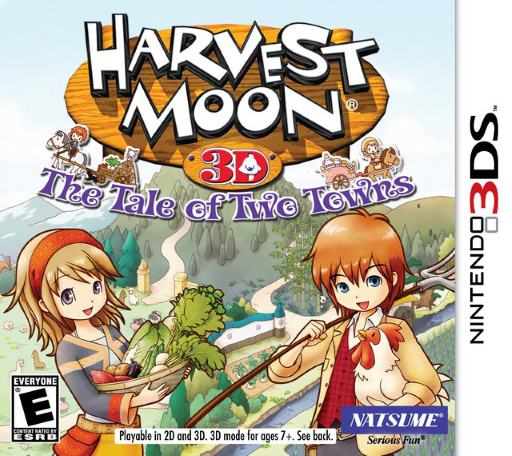 HARVEST
MOON®
3D
The Tale of Two Towns
NINTENDO 3DS™
EVERYONE
E
CONTENT RATED BY
ESRB
Playable in 2D and 3D. 3D mode for ages 7+. See back.
NATSUME®
Serious Fun®